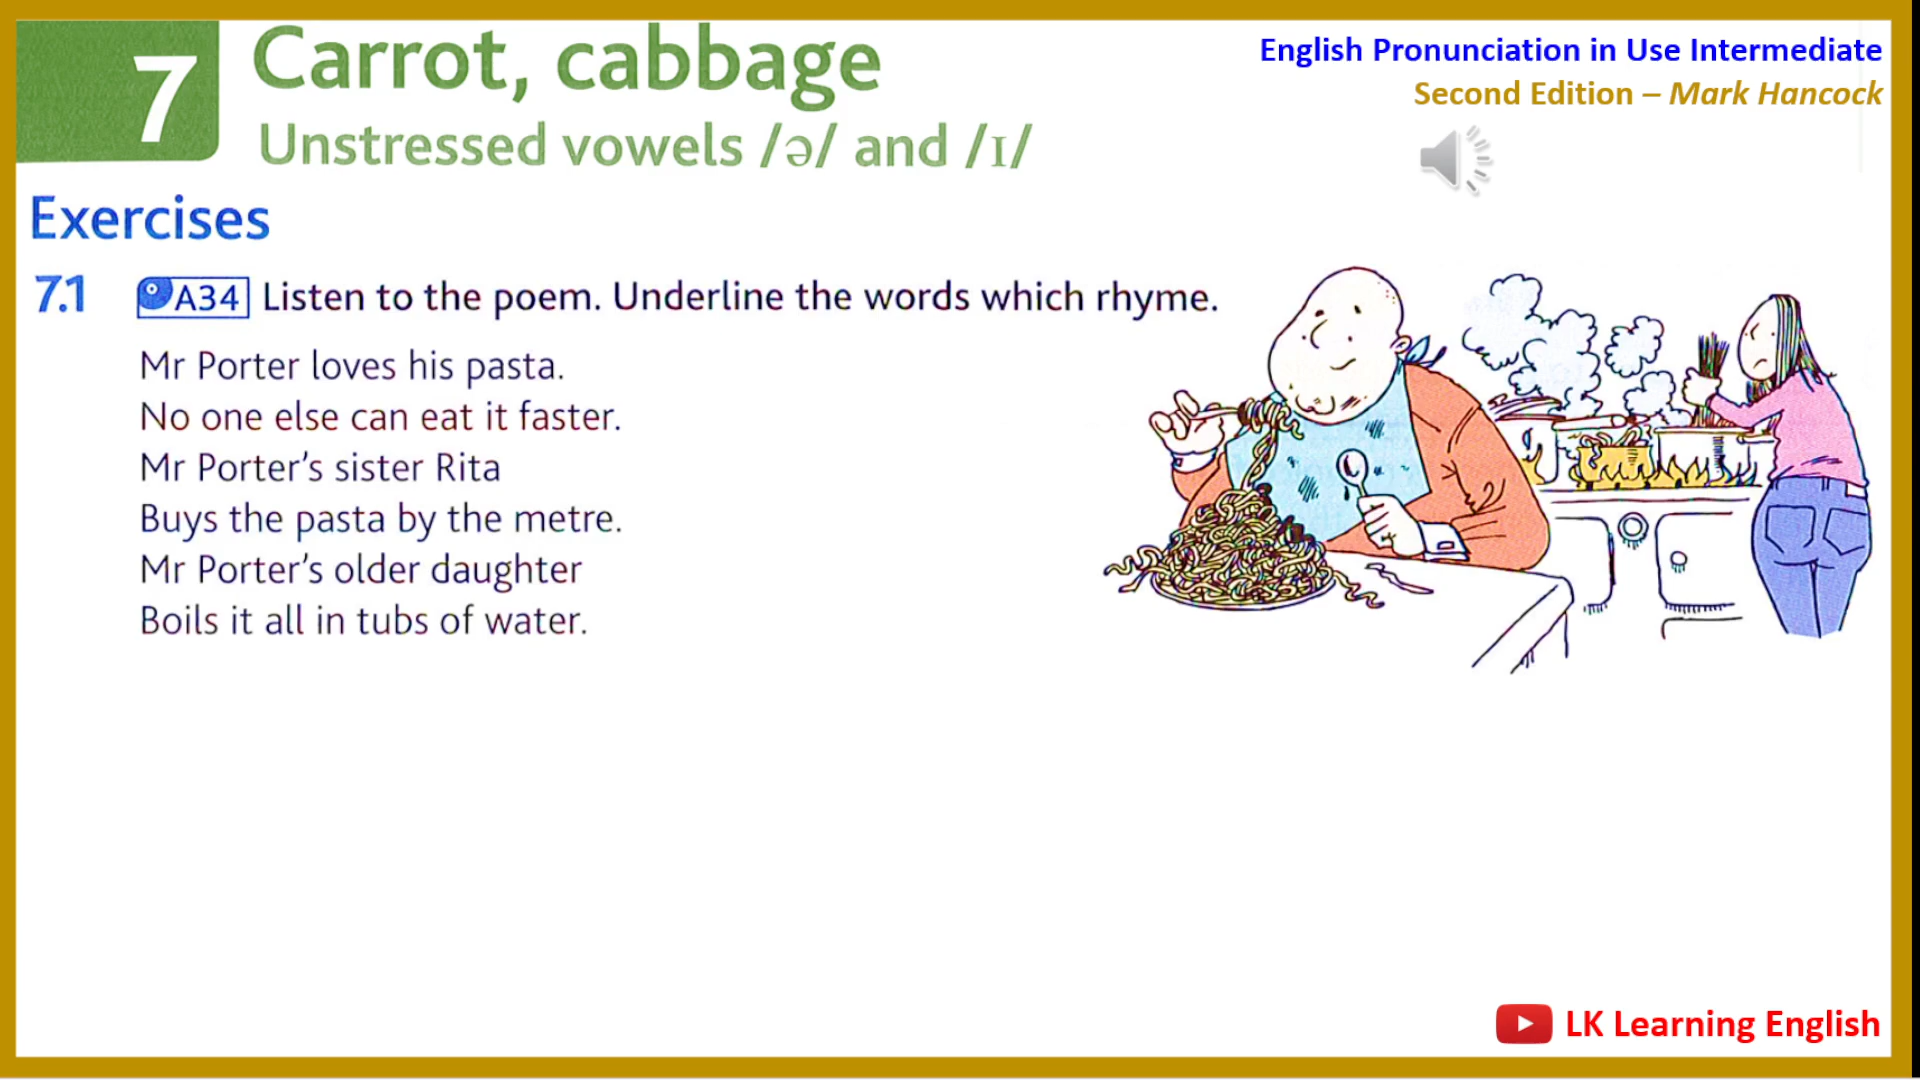 7
Carrot, cabbage
Unstressed vowels /ə/ and /ɪ/
English Pronunciation in Use Intermediate
Second Edition – Mark Hancock
Exercises
7.1 A34 Listen to the poem. Underline the words which rhyme.
Mr Porter loves his pasta.
No one else can eat it faster.
Mr Porter’s sister Rita
Buys the pasta by the metre.
Mr Porter’s older daughter
Boils it all in tubs of water.
LK Learning English